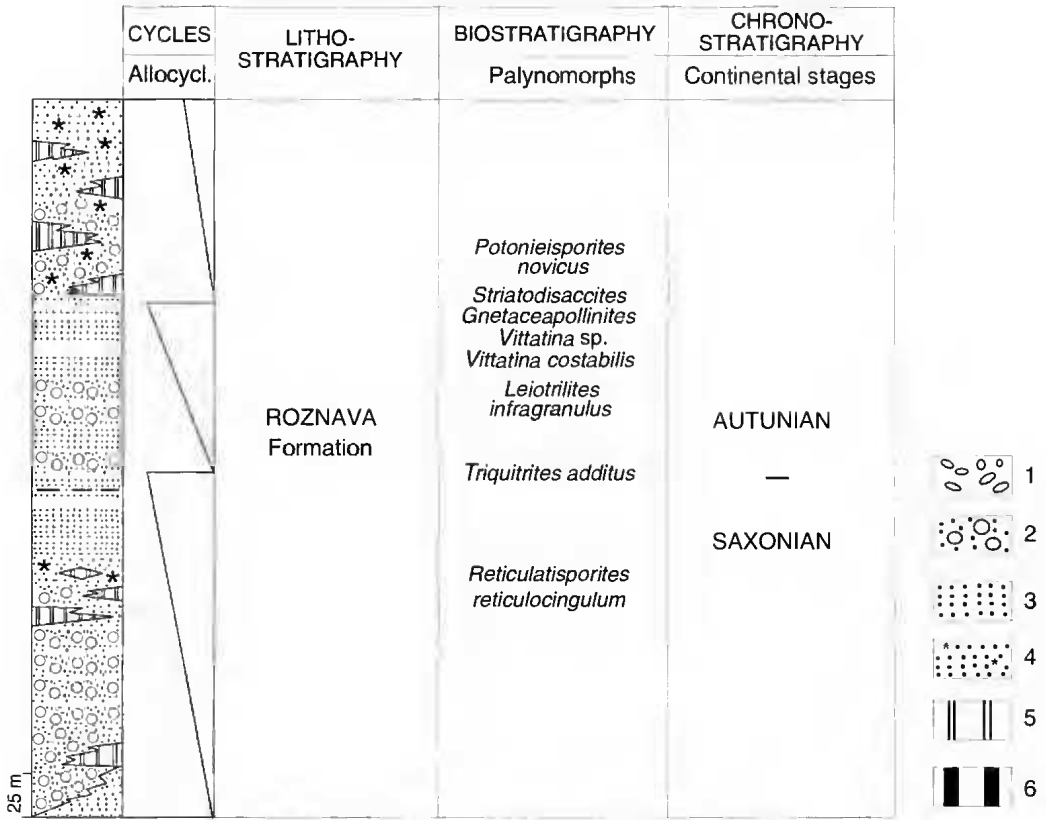 CYCLES
Allocycl.
LITHO-
STRATIGRAPHY
BIOSTRATIGRAPHY
Palynomorphs
CHRONO-
STRATIGRAPHY
Continental stages
Potonieisporites
novicus
Striatodisaccites
Gnetaceapollinites
Vittatina sp.
Vittatina costabilis
Leiotrilites
infragranulus
ROZNAVA
Formation
AUTUNIAN
Triquitrites additus
—
SAXONIAN
Reticulatisporites
reticulocingulum
25 m
1
2
3
4
5
6